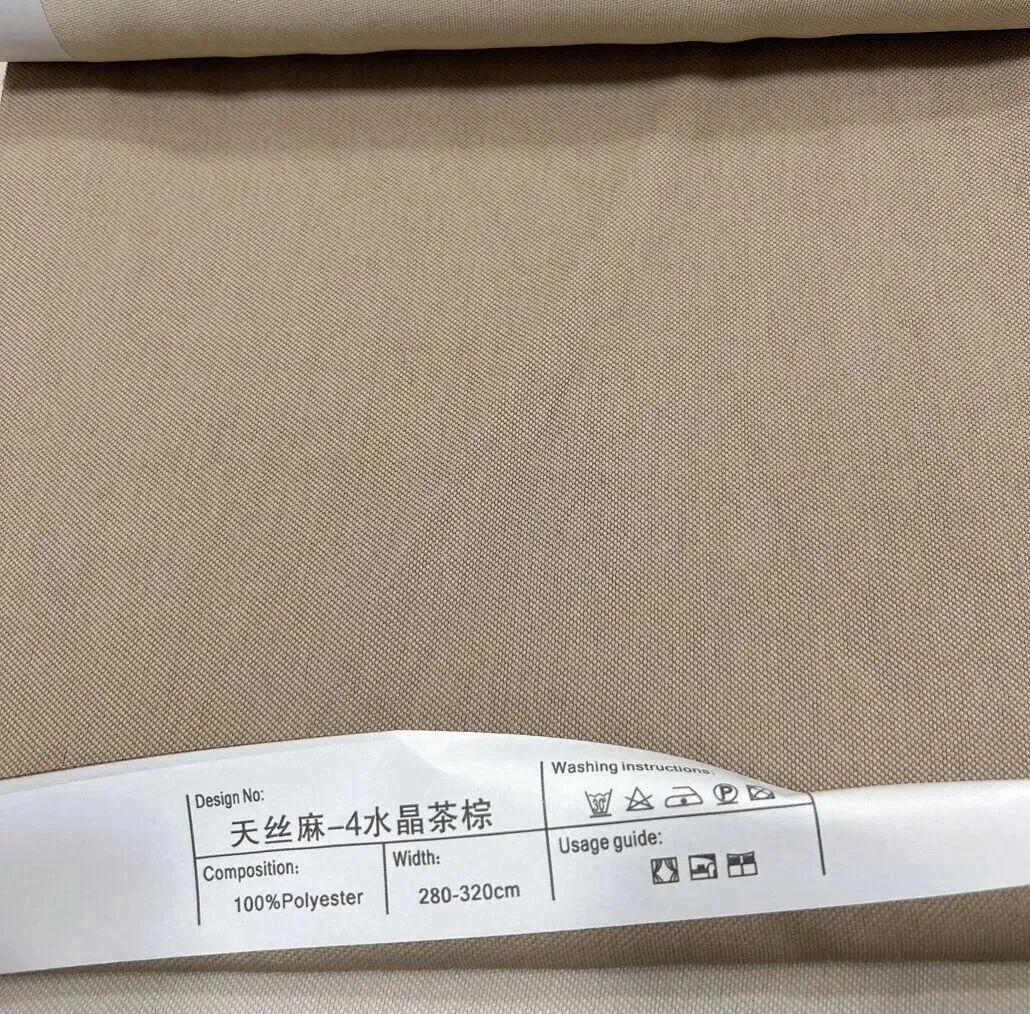 Design No:
天丝麻-4水晶茶棕
Composition:
100%Polyester
Width:
280-320cm
Washing instructions:
30°
P
Usage guide: